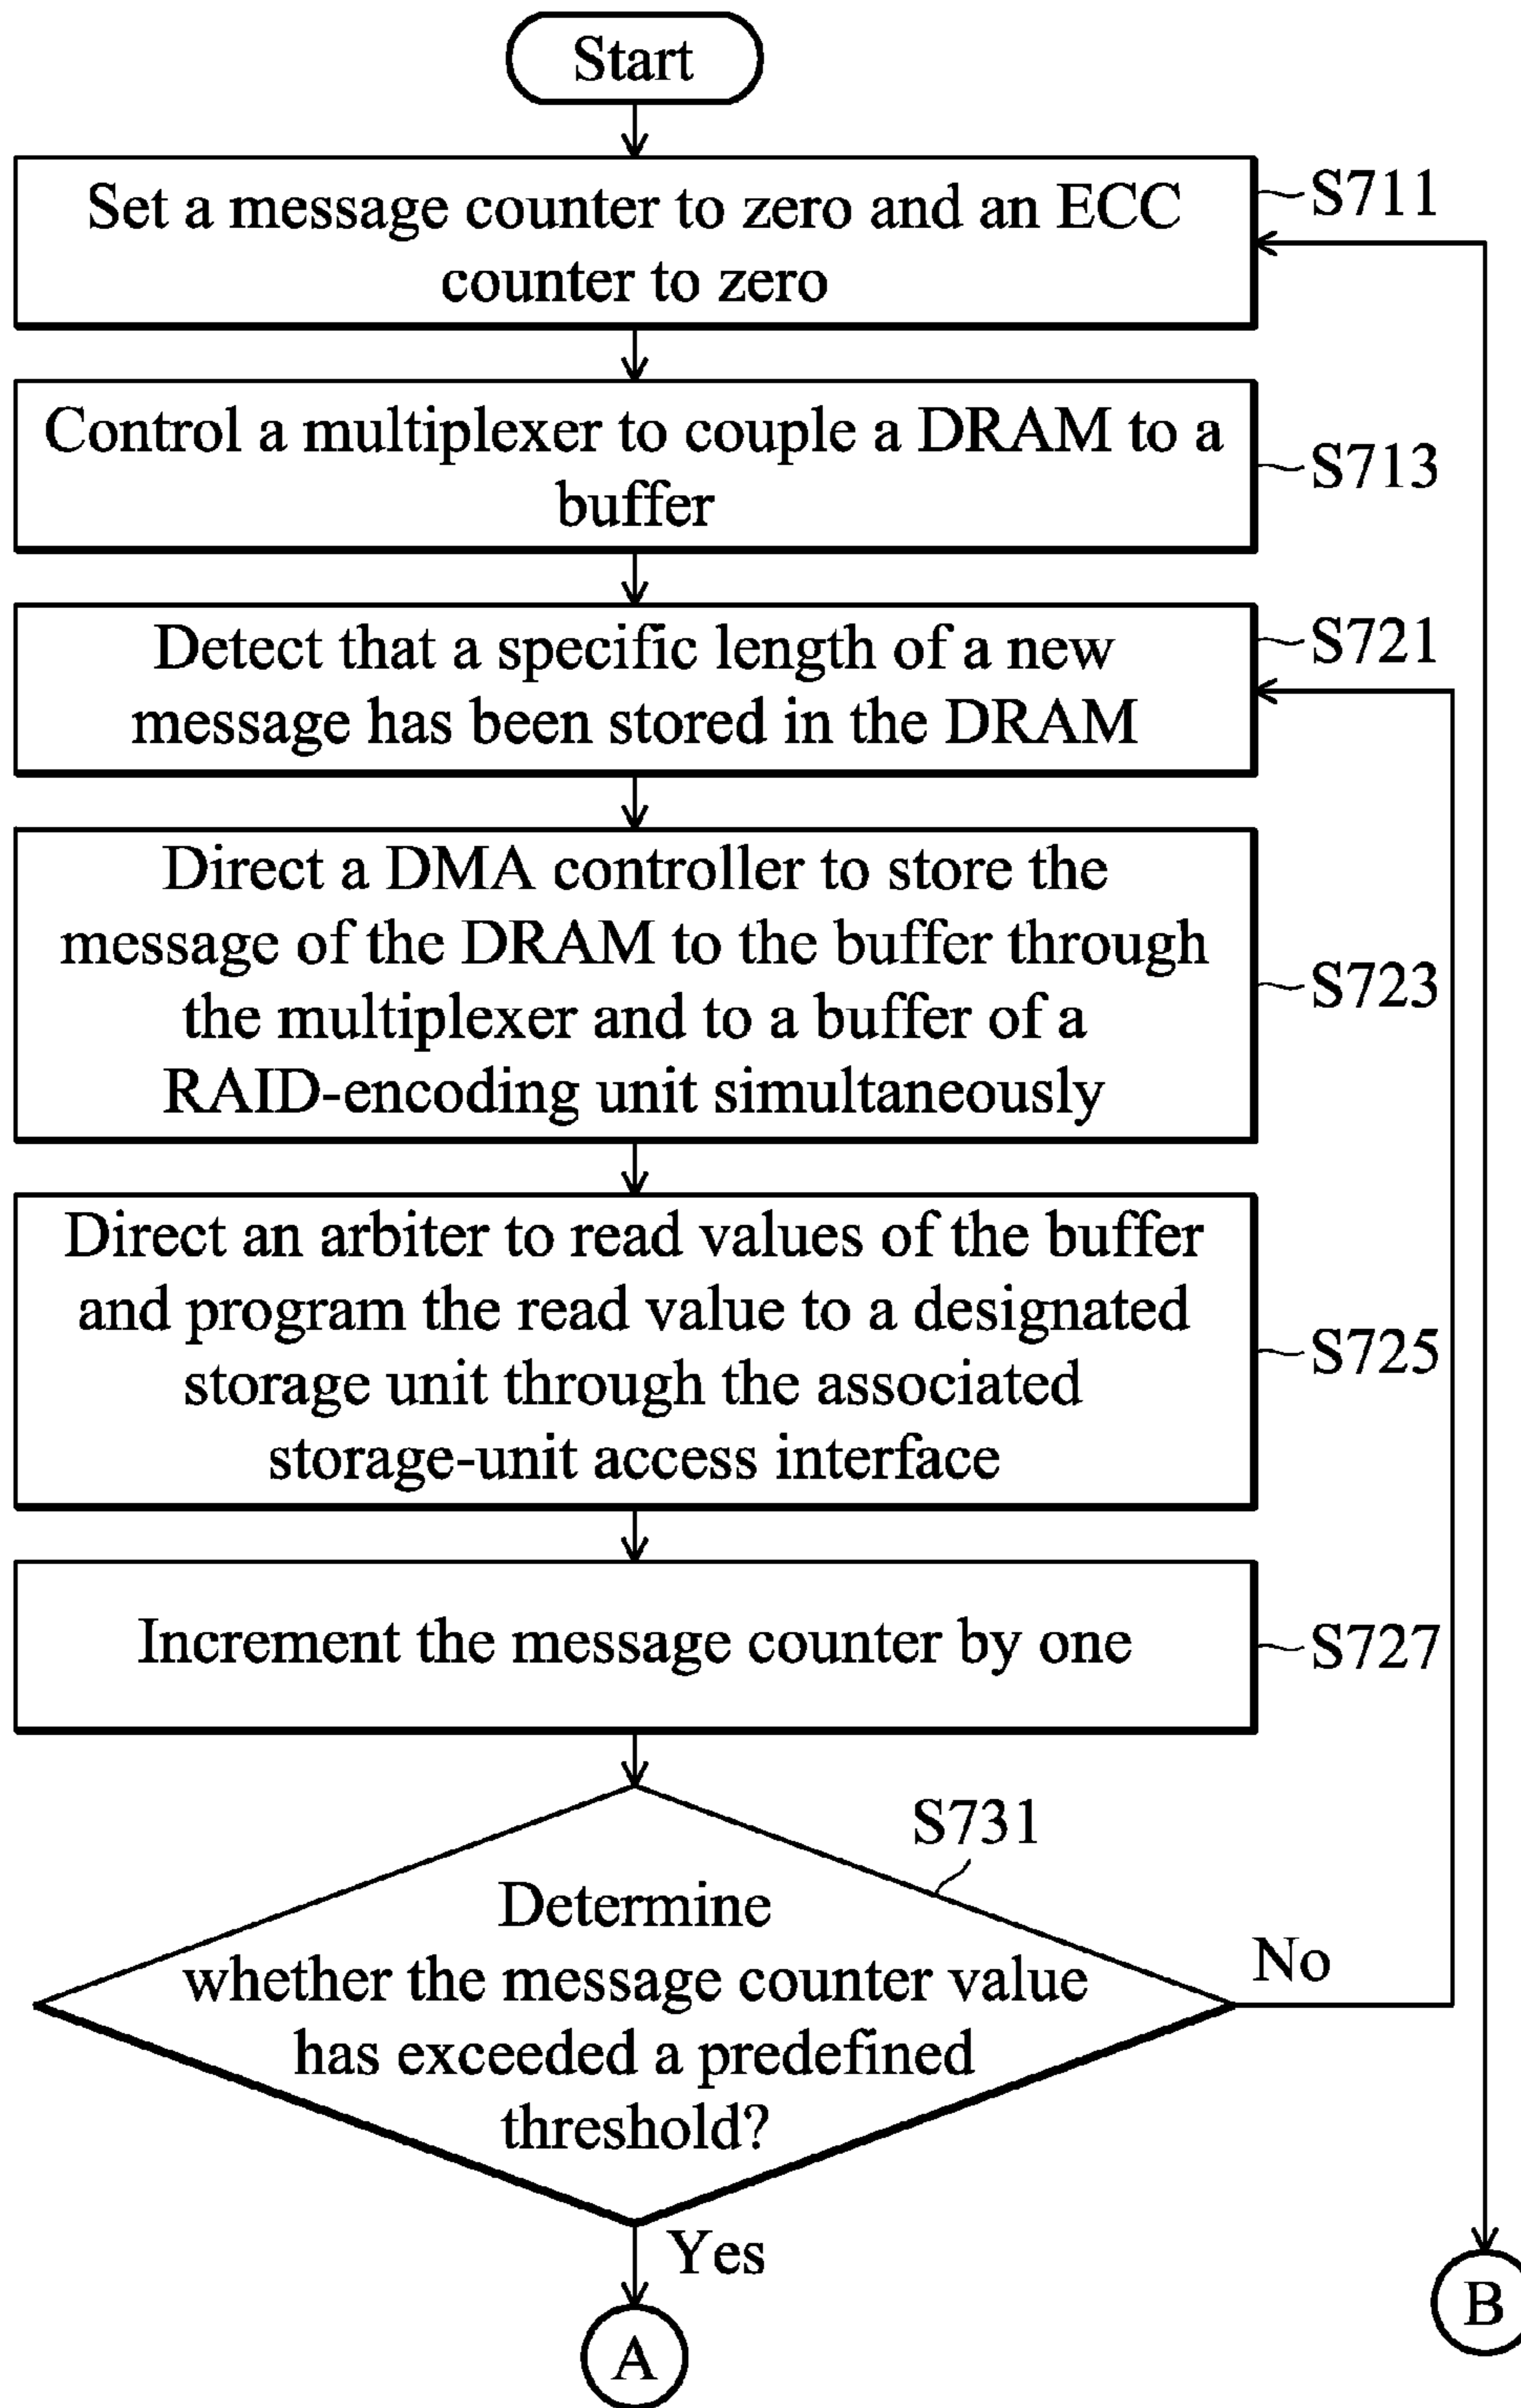 Start
Set a message counter to zero and an ECC
counter to zero
S711
Control a multiplexer to couple a DRAM to a
buffer
S713
Detect that a specific length of a new
message has been stored in the DRAM
S721
Direct a DMA controller to store the
message of the DRAM to the buffer through
the multiplexer and to a buffer of a
RAID-encoding unit simultaneously
S723
Direct an arbiter to read values of the buffer
and program the read value to a designated
storage unit through the associated
storage-unit access interface
S725
Increment the message counter by one
S727
S731
Determine
whether the message counter value
has exceeded a predefined
threshold?
No
Yes
A
B